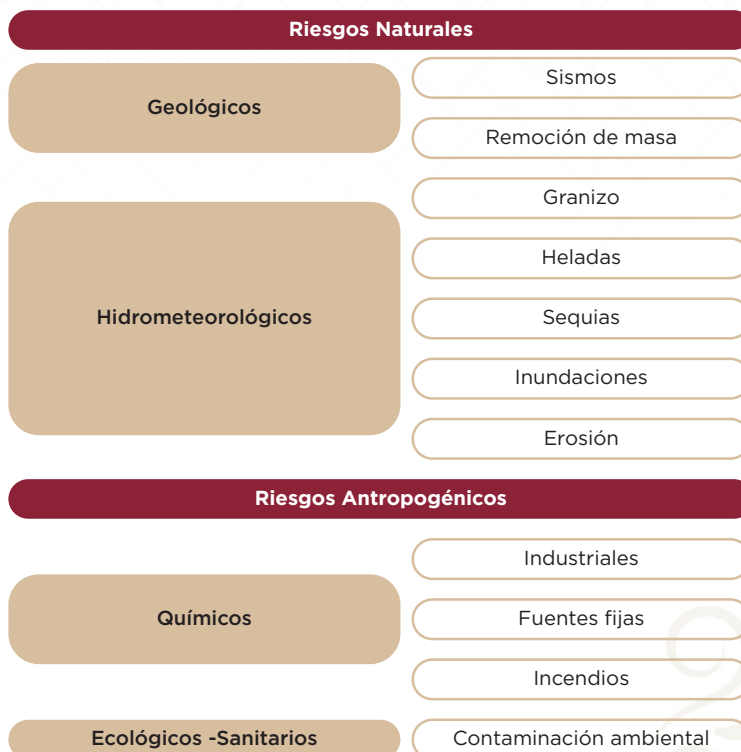 Riesgos Naturales
Geológicos
Sismos
Remoción de masa
Hidrometeorológicos
Granizo
Heladas
Sequias
Inundaciones
Erosión
Riesgos Antropogénicos
Químicos
Industriales
Fuentes fijas
Incendios
Ecológicos -Sanitarios
Contaminación ambiental